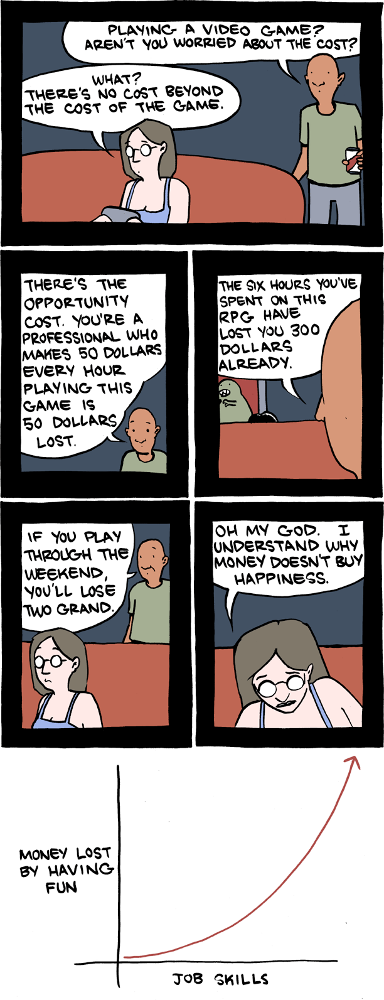 PLAYING A VIDEO GAME?
AREN'T YOU WORRIED ABOUT THE COST?
WHAT?
THERE'S NO COST BEYOND
THE COST OF THE GAME.
THERE'S THE
OPPORTUNITY
COST. YOU'RE A
PROFESSIONAL WHO
MAKES 50 DOLLARS
EVERY HOUR
PLAYING THIS
GAME IS
50 DOLLARS
LOST.
THE SIX HOURS YOU'VE
SPENT ON THIS
RPG HAVE
LOST YOU 300
DOLLARS
ALREADY.
IF YOU PLAY
THROUGH THE
WEEKEND,
YOU'LL LOSE
TWO GRAND.
OH MY GOD. I
UNDERSTAND WHY
MONEY DOESN'T BUY
HAPPINESS.
MONEY LOST
BY HAVING
FUN
JOB SKILLS